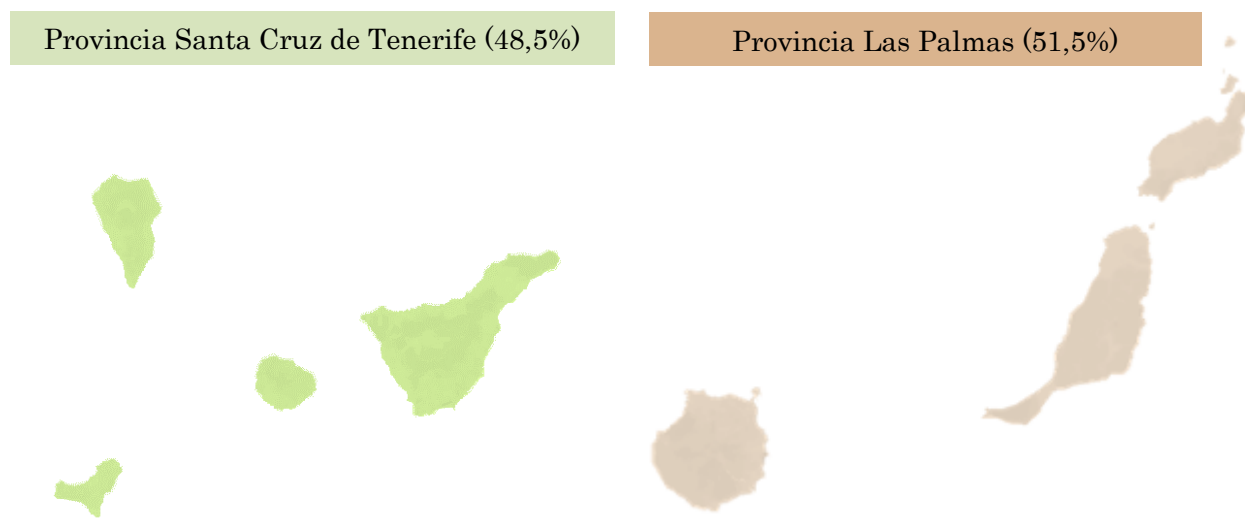 Provincia Santa Cruz de Tenerife (48,5%)
Provincia Las Palmas (51,5%)